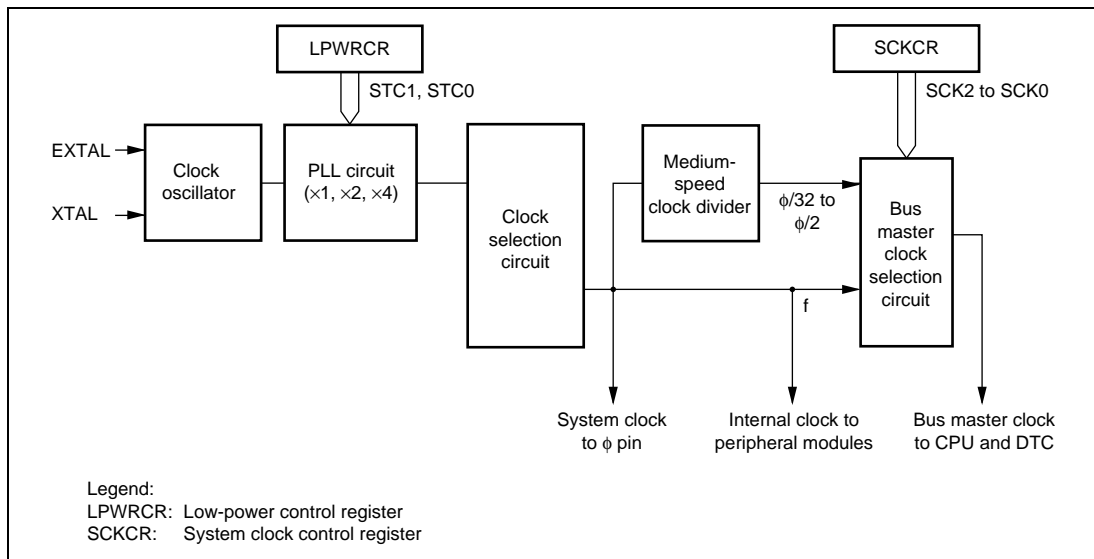 LPWRCR
SCKCR
STC1, STC0
SCK2 to SCK0
EXTAL
XTAL
Clock
oscillator
PLL circuit
(×1, ×2, ×4)
Clock
selection
circuit
Medium-
speed
clock divider
ϕ/32 to
ϕ/2
Bus
master
clock
selection
circuit
f
System clock
to ϕ pin
Internal clock to
peripheral modules
Bus master clock
to CPU and DTC
Legend:
LPWRCR: Low-power control register
SCKCR: System clock control register